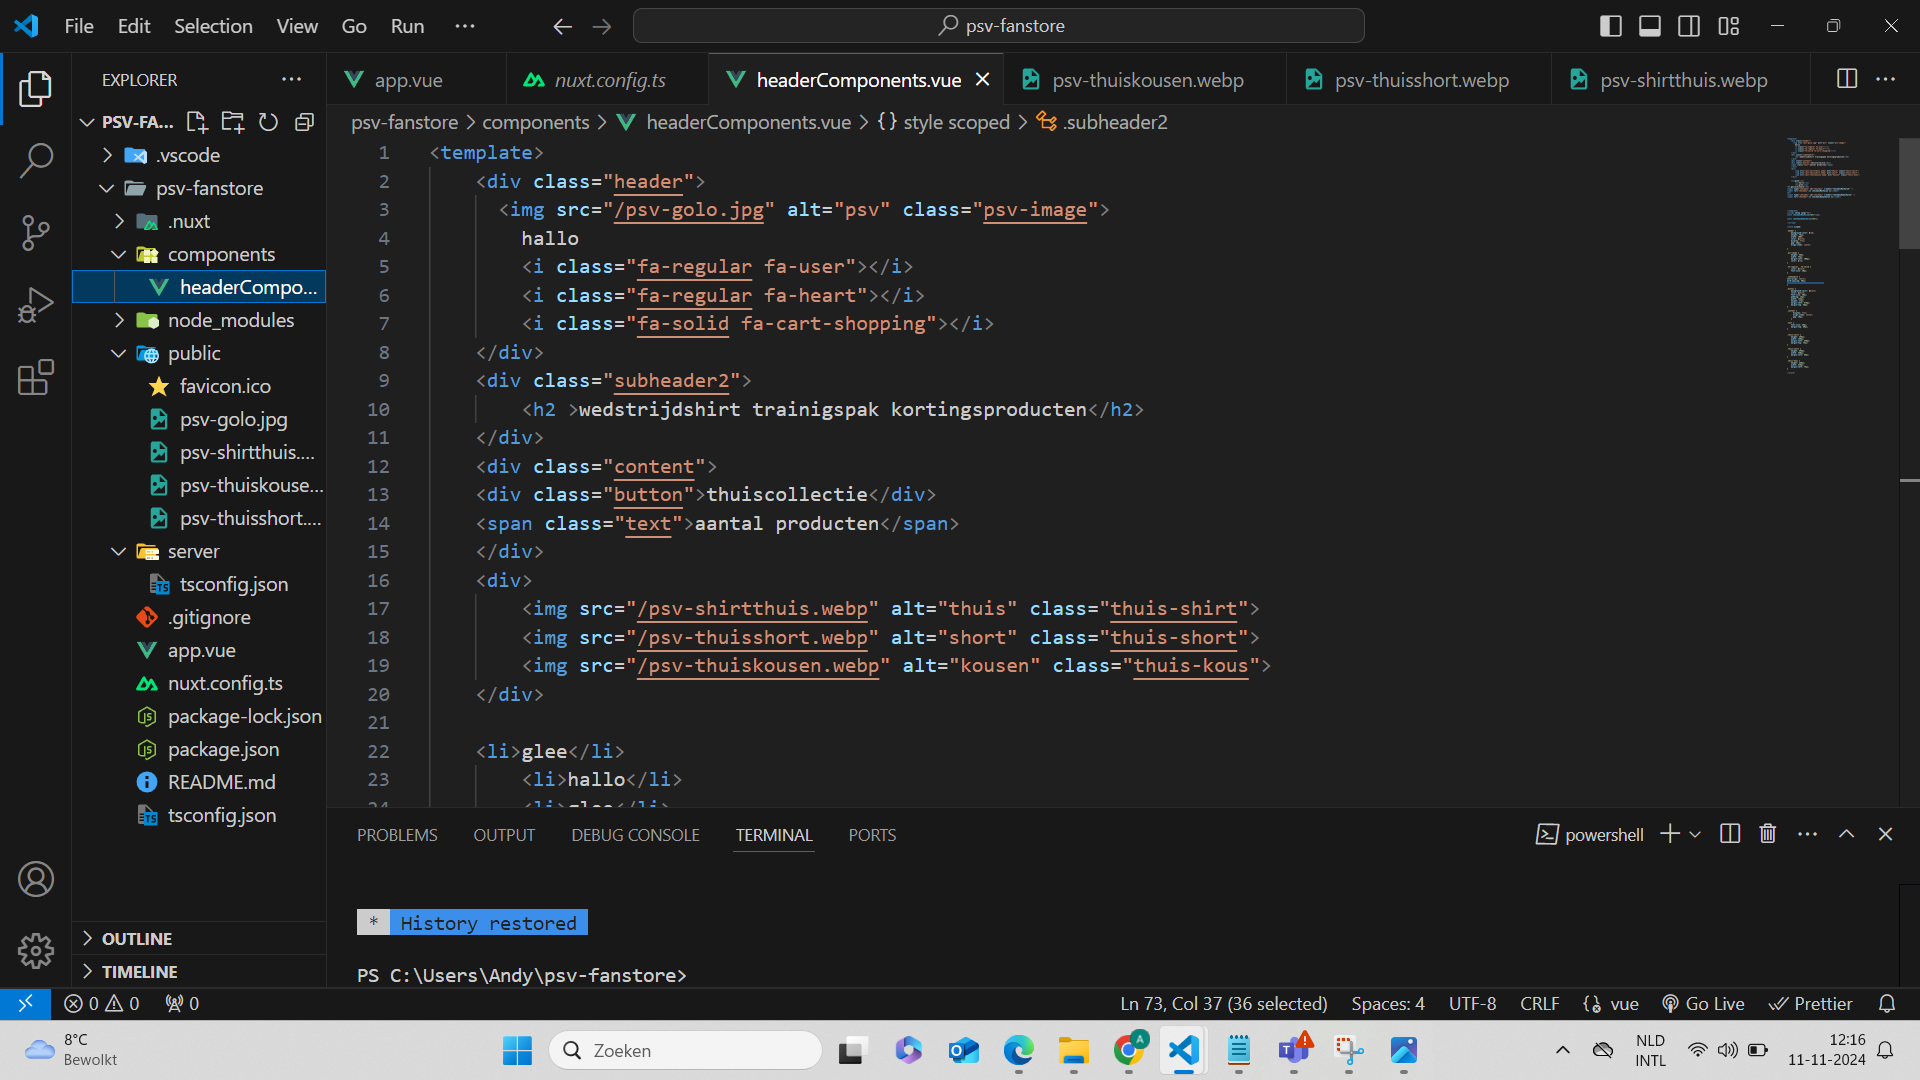 File Edit Selection View Go Run ···
psv-fanstore
EXPLORER
PSV-FA...
.vscode
psv-fanstore
.nuxt
components
headerCompo...
node_modules
public
favicon.ico
psv-golo.jpg
psv-shirtthuis....
psv-thuiskouse...
psv-thuisshort....
server
tsconfig.json
.gitignore
app.vue
nuxt.config.ts
package-lock.json
package.json
README.md
tsconfig.json
OUTLINE
TIMELINE
app.vue nuxt.config.ts headerComponents.vue psv-thuiskousen.webp psv-thuisshort.webp psv-shirtthuis.webp
psv-fanstore > components > headerComponents.vue > {} style scoped > .subheader2
1 <template>
2 <div class="header">
3 <img src="/psv-golo.jpg" alt="psv" class="psv-image">
4 hallo
5 <i class="fa-regular fa-user"></i>
6 <i class="fa-regular fa-heart"></i>
7 <i class="fa-solid fa-cart-shopping"></i>
8 </div>
9 <div class="subheader2">
10 <h2 >wedstrijdshirt trainigspak kortingsproducten</h2>
11 </div>
12 <div class="content">
13 <div class="button">thuiscollectie</div>
14 <span class="text">aantal producten</span>
15 </div>
16 <div>
17 <img src="/psv-shirtthuis.webp" alt="thuis" class="thuis-shirt">
18 <img src="/psv-thuisshort.webp" alt="short" class="thuis-short">
19 <img src="/psv-thuiskousen.webp" alt="kousen" class="thuis-kous">
20 </div>
21
22 <li>glee</li>
23 <li>hallo</li>
24 <li>glee</li>
PROBLEMS OUTPUT DEBUG CONSOLE TERMINAL PORTS
powershell
* History restored
PS C:\Users\Andy\psv-fanstore>
0 0 0
Ln 73, Col 37 (36 selected) Spaces: 4 UTF-8 CRLF vue Go Live Prettier
8°C
Bewolkt
Zoeken
A
NLD
INTL
12:16
11-11-2024